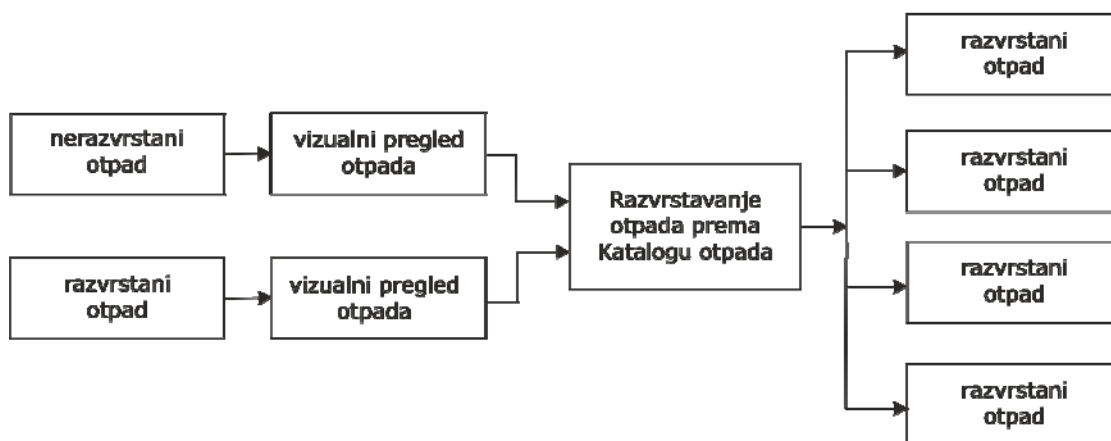 nerazvrstani
otpad
vizualni pregled
otpada
razvrstani
otpad
vizualni pregled
otpada
Razvrstavanje
otpada prema
Katalogu otpada
razvrstani
otpad
razvrstani
otpad
razvrstani
otpad
razvrstani
otpad